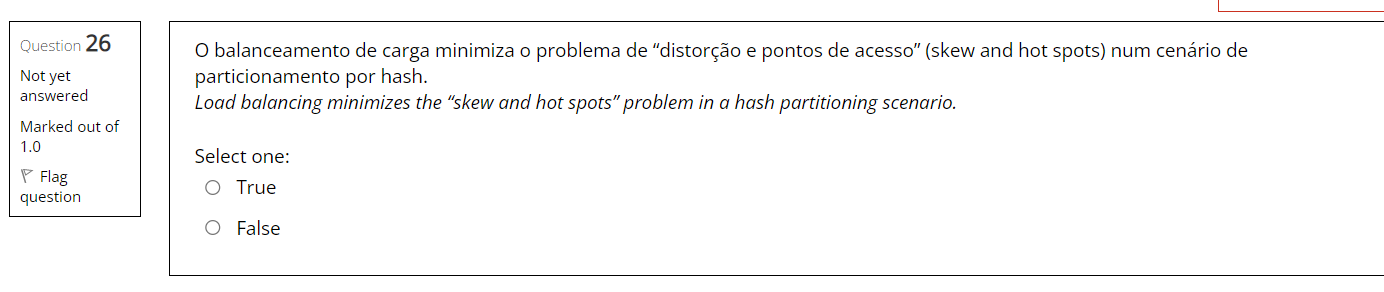 Question 26
Not yet
answered
Marked out of
1.0
Flag
question
O balanceamento de carga minimiza o problema de “distorção e pontos de acesso” (skew and hot spots) num cenário de
particionamento por hash.
Load balancing minimizes the “skew and hot spots” problem in a hash partitioning scenario.
Select one:
True
False